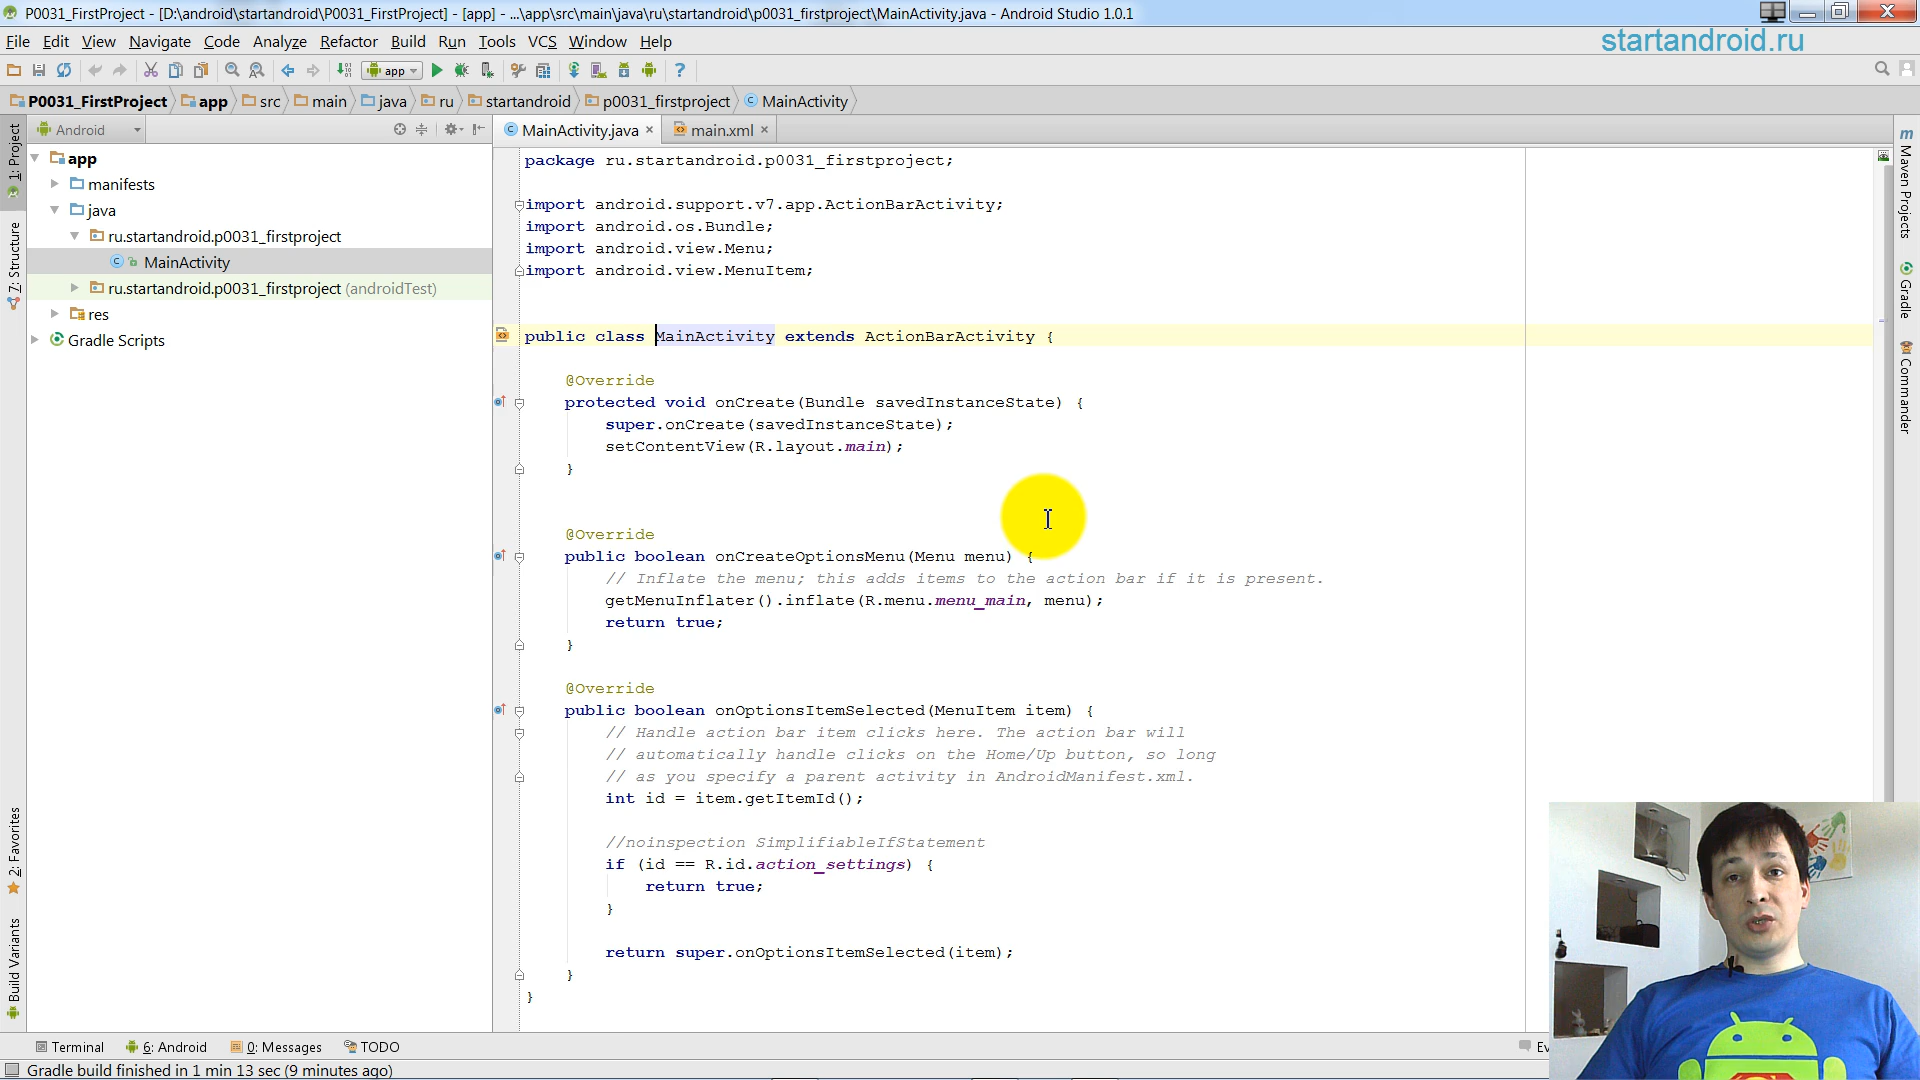 P0031_FirstProject - [D:\android\startandroid\P0031_FirstProject] - [app] - ...\app\src\main\java\ru\startandroid\p0031_firstproject\MainActivity.java - Android Studio 1.0.1
File Edit View Navigate Code Analyze Refactor Build Run Tools VCS Window Help
startandroid.ru
app
P0031_FirstProject app src main java ru startandroid p0031_firstproject MainActivity
Android
MainActivity.java main.xml
1: Project
7: Structure
2: Favorites
Build Variants
app
manifests
java
ru.startandroid.p0031_firstproject
MainActivity
ru.startandroid.p0031_firstproject (androidTest)
res
Gradle Scripts
package ru.startandroid.p0031_firstproject;
import android.support.v7.app.ActionBarActivity;
import android.os.Bundle;
import android.view.Menu;
import android.view.MenuItem;
public class MainActivity extends ActionBarActivity {
@Override
protected void onCreate(Bundle savedInstanceState) {
super.onCreate(savedInstanceState);
setContentView(R.layout.main);
}
@Override
public boolean onCreateOptionsMenu(Menu menu) {
// Inflate the menu; this adds items to the action bar if it is present.
getMenuInflater().inflate(R.menu.menu_main, menu);
return true;
}
@Override
public boolean onOptionsItemSelected(MenuItem item) {
// Handle action bar item clicks here. The action bar will
// automatically handle clicks on the Home/Up button, so long
// as you specify a parent activity in AndroidManifest.xml.
int id = item.getItemId();
//noinspection SimplifiableIfStatement
if (id == R.id.action_settings) {
return true;
}
return super.onOptionsItemSelected(item);
}
}
Maven Projects
Gradle
Commander
Terminal 6: Android 0: Messages TODO
Gradle build finished in 1 min 13 sec (9 minutes ago)